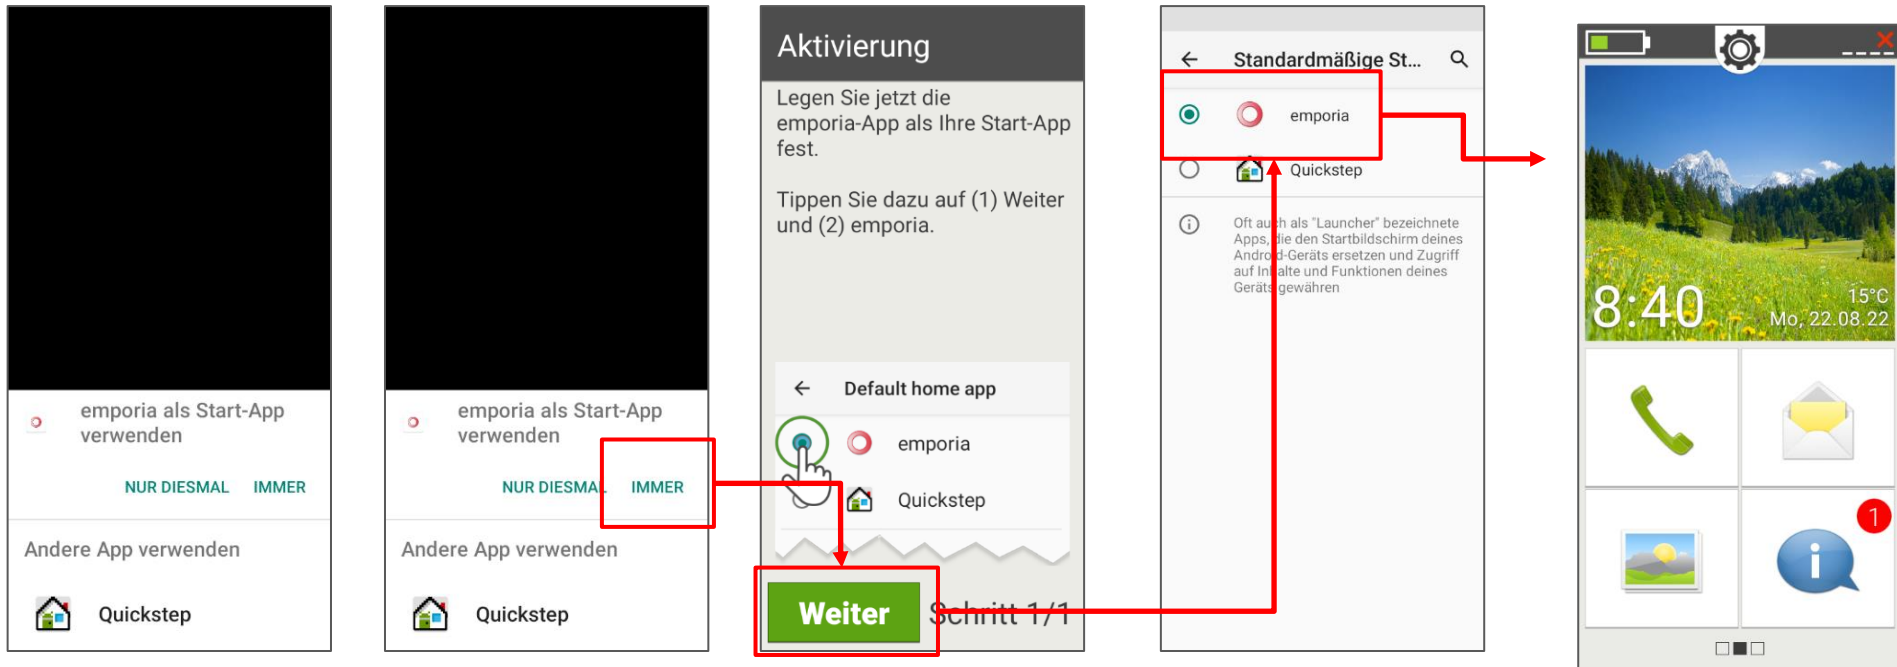 emporia als Start-App
verwenden
NUR DIESMAL IMMER
Andere App verwenden
Quickstep
emporia als Start-App
verwenden
NUR DIESMAL IMMER
Andere App verwenden
Quickstep
Aktivierung
Legen Sie jetzt die
emporia-App als Ihre Start-App
fest.
Tippen Sie dazu auf (1) Weiter
und (2) emporia.
Default home app
emporia
Quickstep
Weiter Schritt 1/1
Standardmäßige St...
emporia
Quickstep
Oft auch als "Launcher" bezeichnete
Apps, die den Startbildschirm deines
Android-Geräts ersetzen und Zugriff
auf Inhalte und Funktionen deines
Geräts gewähren
8:40
15°C
Mo, 22.08.22
1